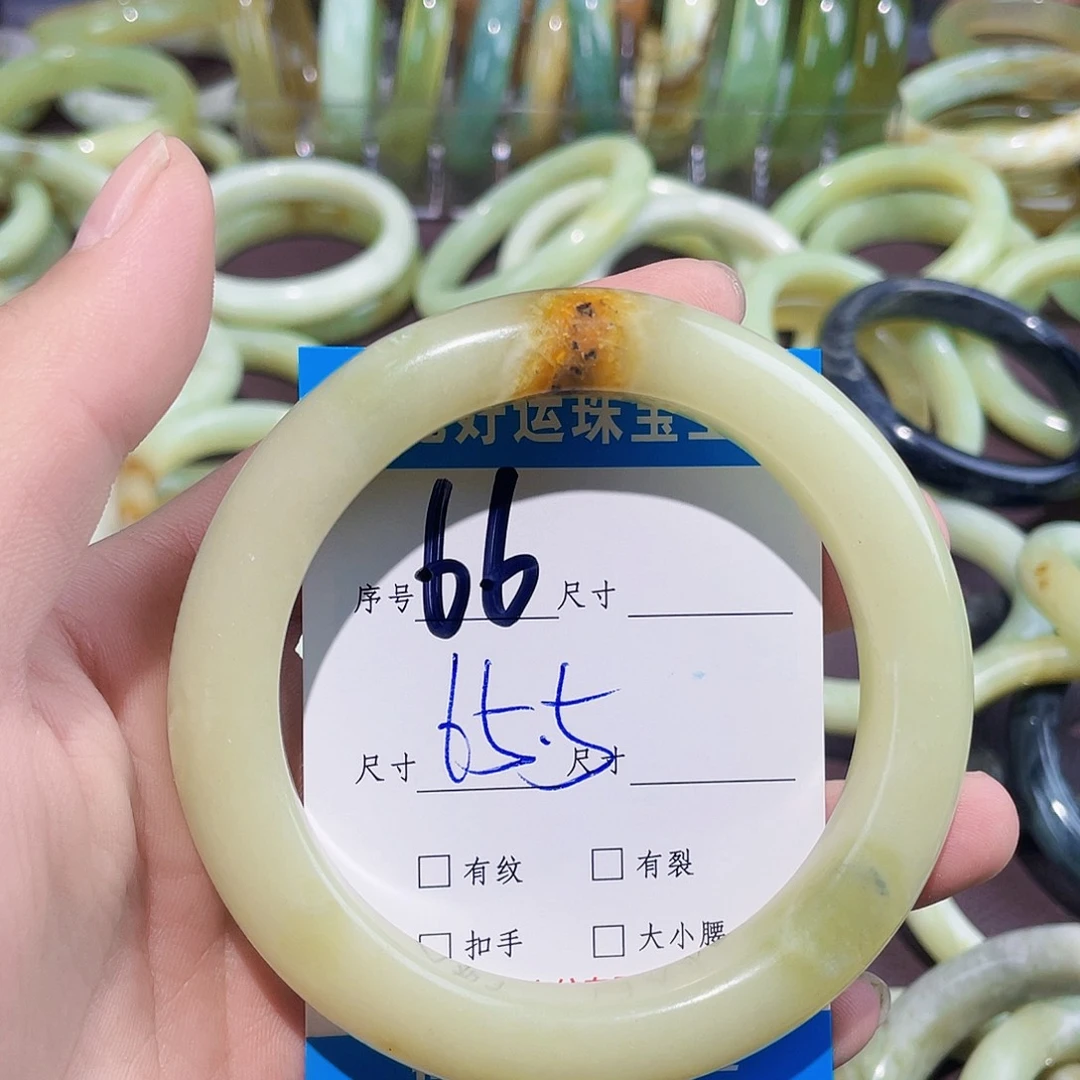 好运珠宝
序号 66 尺寸
尺寸 65.5 尺寸
□ 有纹 □ 有裂
□ 扣手 □ 大小腰